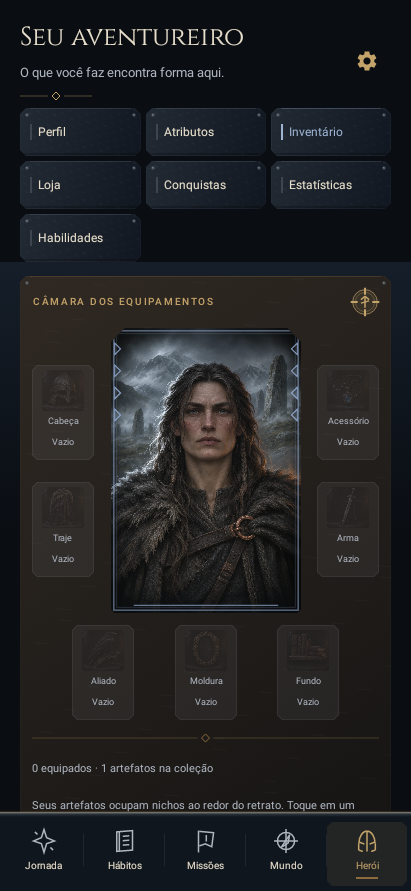 Seu aventureiro
O que você faz encontra forma aqui.
Perfil
Atributos
Inventário
Loja
Conquistas
Estatísticas
Habilidades
CÂMARA DOS EQUIPAMENTOS
Cabeça
Vazio
Acessório
Vazio
Traje
Vazio
Arma
Vazio
Aliado
Vazio
Moldura
Vazio
Fundo
Vazio
0 equipados · 1 artefatos na coleção
Seus artefatos ocupam nichos ao redor do retrato. Toque em um
Jornada
Hábitos
Missões
Mundo
Herói